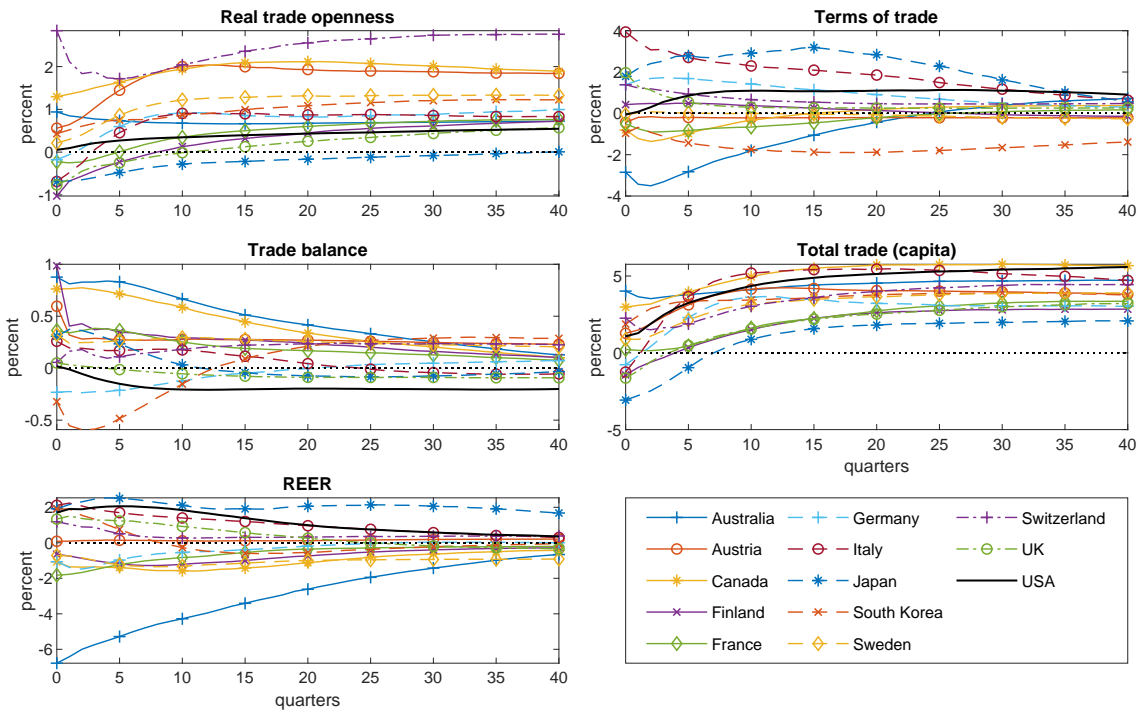 Real trade openness
percent
2
1
0
-1
0 5 10 15 20 25 30 35 40
Terms of trade
percent
4
2
0
-2
-4
0 5 10 15 20 25 30 35 40
Trade balance
percent
1
0.5
0
-0.5
0 5 10 15 20 25 30 35 40
Total trade (capita)
percent
5
0
-5
0 5 10 15 20 25 30 35 40
quarters
REER
percent
2
0
-2
-4
-6
0 5 10 15 20 25 30 35 40
quarters
Australia
Austria
Canada
Finland
France
Germany
Italy
Japan
South Korea
Sweden
Switzerland
UK
USA